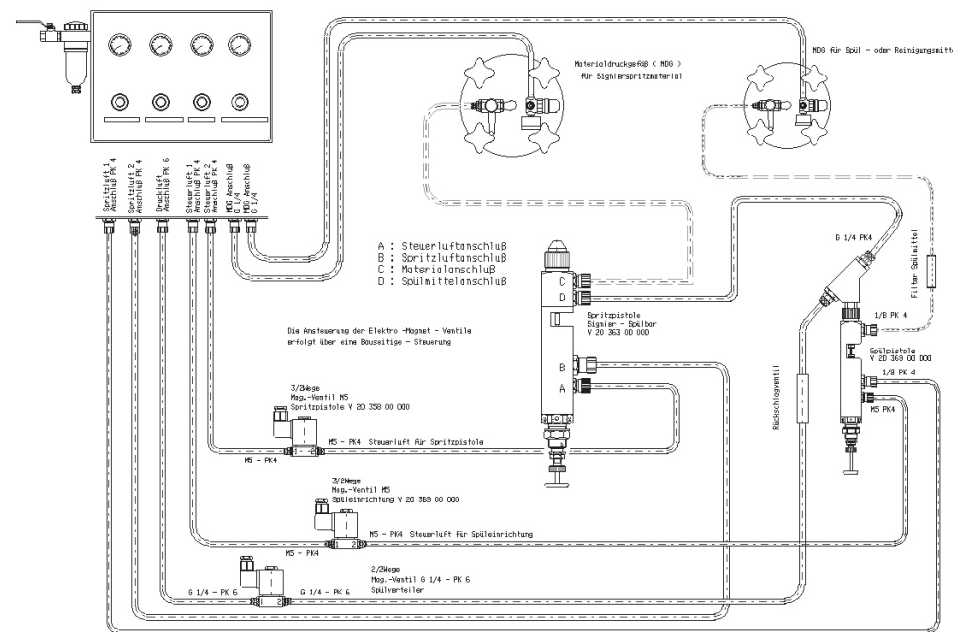 Materialdruckgefäß ( MDG )
für Signierspritzmaterial
MDG für Spül - oder Reinigungsmitte
Spritzluft 1
Anschluß PK 4
Spritzluft 2
Anschluß PK 4
Druckluft
Anschluß PK 6
Steuerluft 1
Anschluß PK 4
Steuerluft 2
Anschluß PK 4
MDG Anschluß
G 1/4
MDG Anschluß
G 1/4
A : Steuerluftanschluß
B : Spritzluftanschluß
C : Materialanschluß
D : Spülmittelanschluß
C
D
B
A
G 1/4 PK4
Filter Spülmittel
1/8 PK 4
Spritzpistole
Signier - Spülbar
V 20 363 00 000
Spülpistole
V 20 369 00 000
1/8 PK 4
M5 PK4
Rückschlagventil
Die Ansteuerung der Elektro -Magnet - Ventile
erfolgt über eine Bauseitige - Steuerung
3/2Wege
Mag.-Ventil M5
Spritzpistole V 20 358 00 000
M5 - PK4 Steuerluft für Spritzpistole
1 2
M5 - PK4
3/2Wege
Mag.-Ventil M5
Spüleinrichtung V 20 369 00 000
M5 - PK4 Steuerluft für Spüleinrichtung
1 2
M5 - PK4
2/2Wege
Mag.-Ventil G 1/4 - PK 6
Spülverteiler
G 1/4 - PK 6
G 1/4 - PK 6
1 2